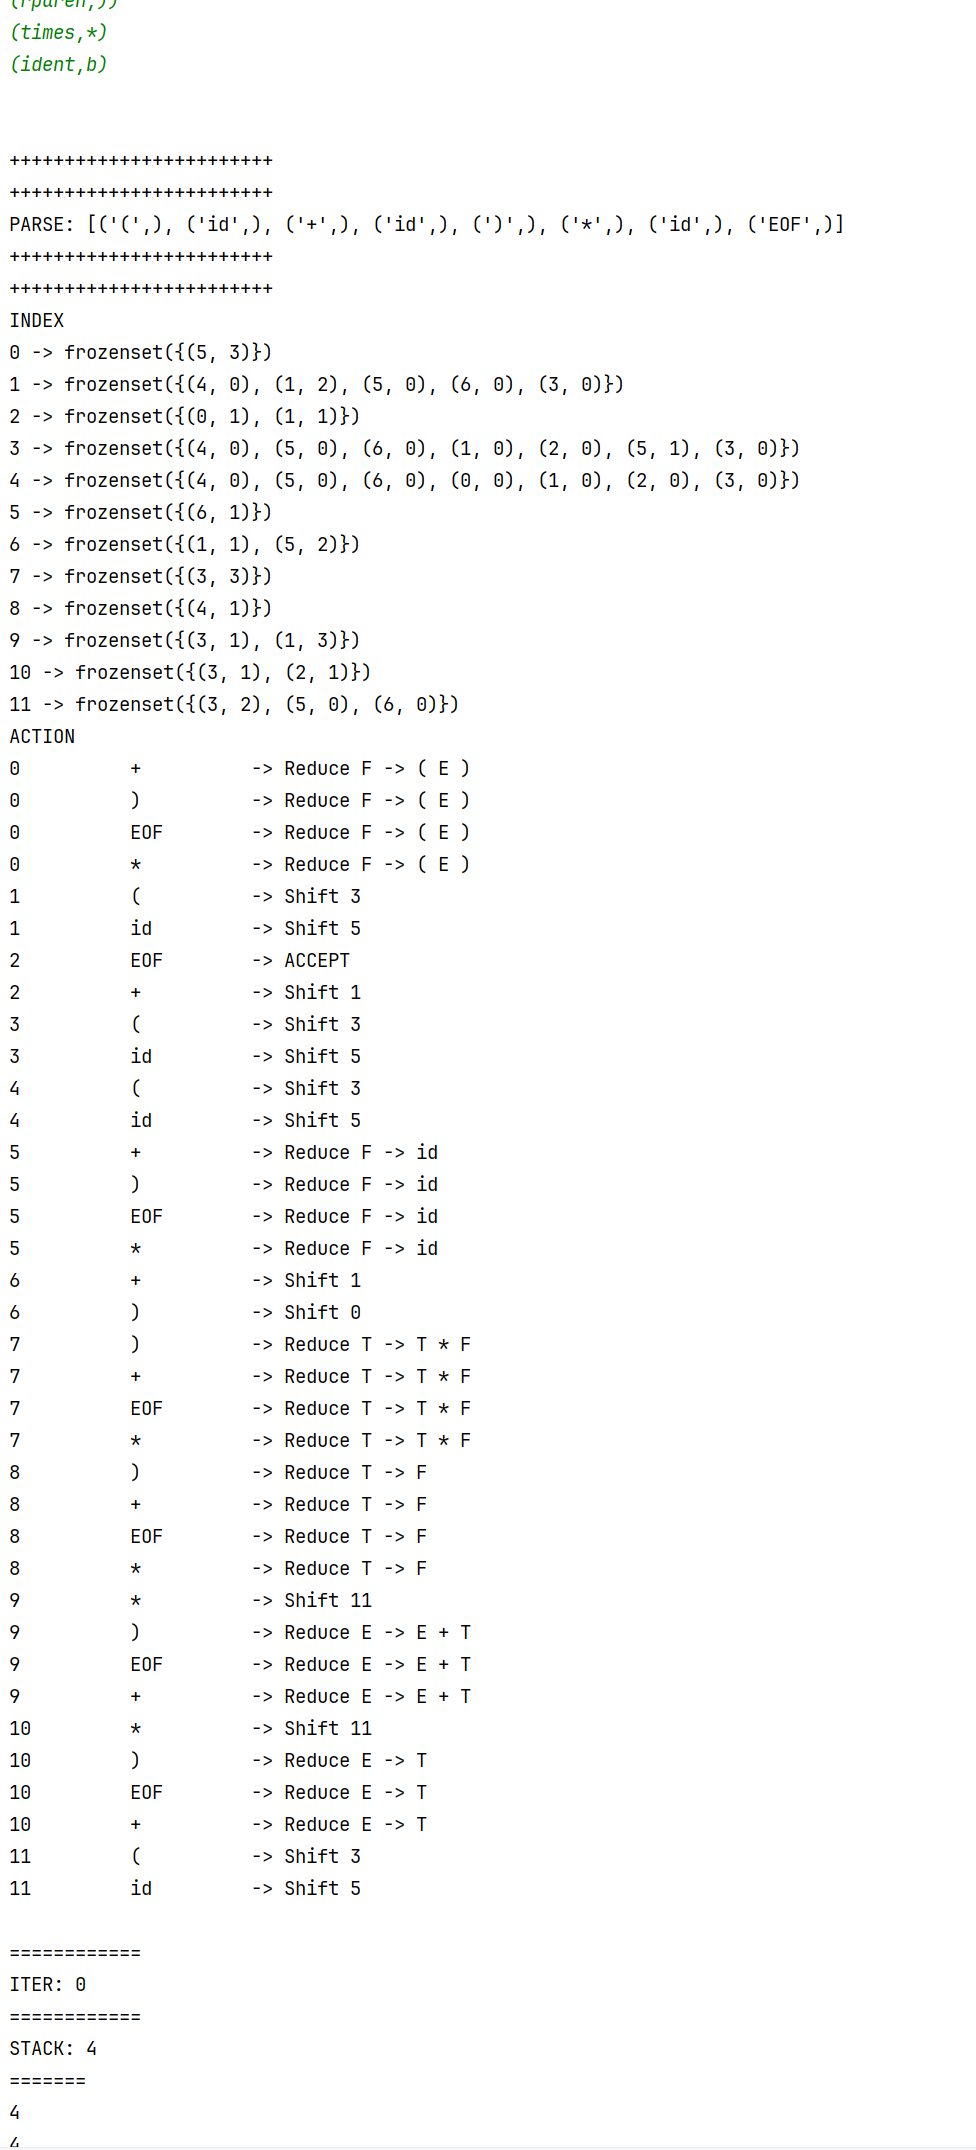 (rparen,))
(times,*)
(ident,b)
++++++++++++++++++++++++
++++++++++++++++++++++++
PARSE: [('(',), ('id',), ('+',), ('id',), (')',), ('*',), ('id',), ('EOF',)]
++++++++++++++++++++++++
++++++++++++++++++++++++
INDEX
0 -> frozenset({(5, 3)})
1 -> frozenset({(4, 0), (1, 2), (5, 0), (6, 0), (3, 0)})
2 -> frozenset({(0, 1), (1, 1)})
3 -> frozenset({(4, 0), (5, 0), (6, 0), (1, 0), (2, 0), (5, 1), (3, 0)})
4 -> frozenset({(4, 0), (5, 0), (6, 0), (0, 0), (1, 0), (2, 0), (3, 0)})
5 -> frozenset({(6, 1)})
6 -> frozenset({(1, 1), (5, 2)})
7 -> frozenset({(3, 3)})
8 -> frozenset({(4, 1)})
9 -> frozenset({(3, 1), (1, 3)})
10 -> frozenset({(3, 1), (2, 1)})
11 -> frozenset({(3, 2), (5, 0), (6, 0)})
ACTION
0          +          -> Reduce F -> ( E )
0          )          -> Reduce F -> ( E )
0          EOF        -> Reduce F -> ( E )
0          *          -> Reduce F -> ( E )
1          (          -> Shift 3
1          id         -> Shift 5
2          EOF        -> ACCEPT
2          +          -> Shift 1
3          (          -> Shift 3
3          id         -> Shift 5
4          (          -> Shift 3
4          id         -> Shift 5
5          +          -> Reduce F -> id
5          )          -> Reduce F -> id
5          EOF        -> Reduce F -> id
5          *          -> Reduce F -> id
6          +          -> Shift 1
6          )          -> Shift 0
7          )          -> Reduce T -> T * F
7          +          -> Reduce T -> T * F
7          EOF        -> Reduce T -> T * F
7          *          -> Reduce T -> T * F
8          )          -> Reduce T -> F
8          +          -> Reduce T -> F
8          EOF        -> Reduce T -> F
8          *          -> Reduce T -> F
9          *          -> Shift 11
9          )          -> Reduce E -> E + T
9          EOF        -> Reduce E -> E + T
9          +          -> Reduce E -> E + T
10         *          -> Shift 11
10         )          -> Reduce E -> T
10         EOF        -> Reduce E -> T
10         +          -> Reduce E -> T
11         (          -> Shift 3
11         id         -> Shift 5
============
ITER: 0
============
STACK: 4
=======
4
4